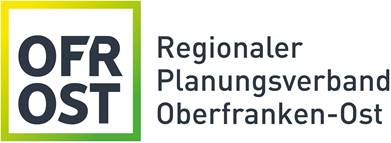 OFR
OST
Regionaler
Planungsverband
Oberfranken-Ost